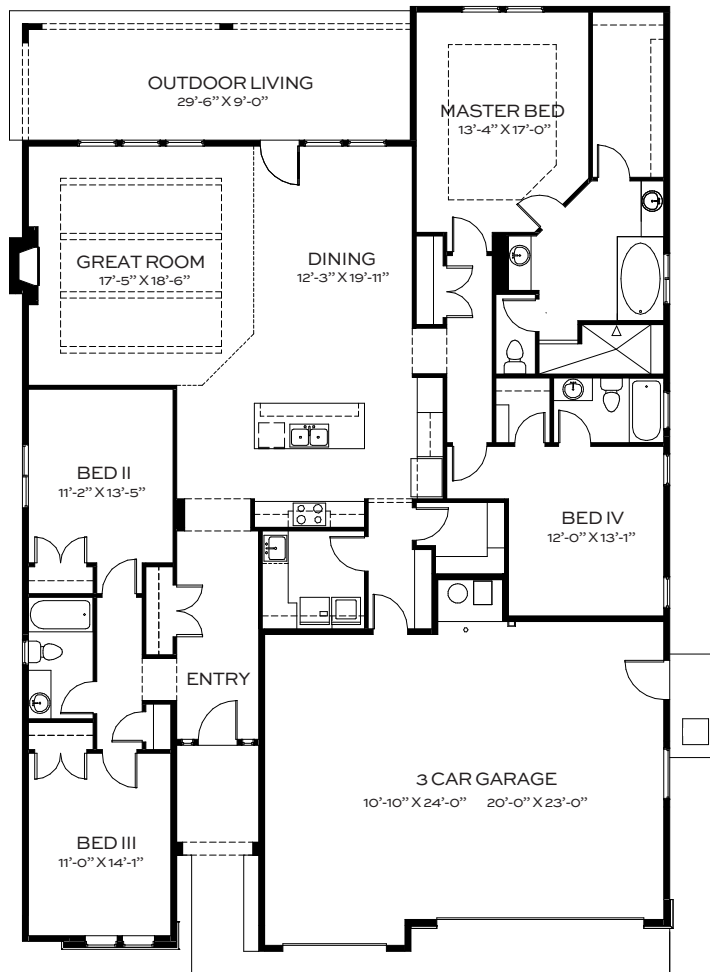 OUTDOOR LIVING
29'-6" X 9'-0"
MASTER BED
13'-4" X 17'-0"
GREAT ROOM
17'-5" X 18'-6"
DINING
12'-3" X 19'-11"
BED II
11'-2" X 13'-5"
BED IV
12'-0" X 13'-1"
ENTRY
3 CAR GARAGE
10'-10" X 24'-0" 20'-0" X 23'-0"
BED III
11'-0" X 14'-1"